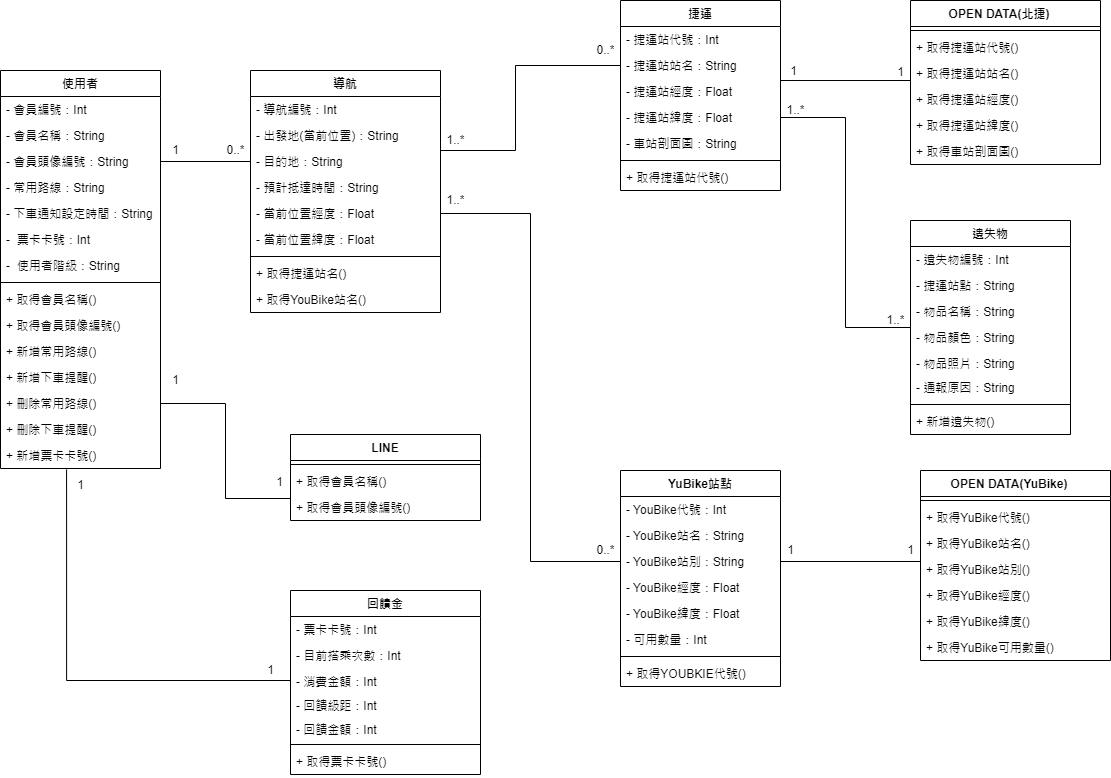 使用者
- 會員編號：Int
- 會員名稱：String
- 會員頭像編號：String
- 常用路線：String
- 下車通知設定時間：String
- 票卡卡號：Int
- 使用者階級：String
+ 取得會員名稱()
+ 取得會員頭像編號()
+ 新增常用路線()
+ 新增下車提醒()
+ 刪除常用路線()
+ 刪除下車提醒()
+ 新增票卡卡號()
1
0..*
1
1
1
1
導航
- 導航編號：Int
- 出發地(當前位置)：String
- 目的地：String
- 預計抵達時間：String
- 當前位置經度：Float
- 當前位置緯度：Float
+ 取得捷運站名()
+ 取得YouBike站名()
1..*
0..*
1..*
0..*
LINE
+ 取得會員名稱()
+ 取得會員頭像編號()
回饋金
- 票卡卡號：Int
- 目前搭乘次數：Int
- 消費金額：Int
- 回饋級距：Int
- 回饋金額：Int
+ 取得票卡卡號()
捷運
- 捷運站代號：Int
- 捷運站站名：String
- 捷運站經度：Float
- 捷運站緯度：Float
- 車站剖面圖：String
+ 取得捷運站代號()
1
1
1..*
1..*
OPEN DATA(北捷)
+ 取得捷運站代號()
+ 取得捷運站站名()
+ 取得捷運站經度()
+ 取得捷運站緯度()
+ 取得車站剖面圖()
遺失物
- 遺失物編號：Int
- 捷運站點：String
- 物品名稱：String
- 物品顏色：String
- 物品照片：String
- 通報原因：String
+ 新增遺失物()
YuBike站點
- YouBike代號：Int
- YouBike站名：String
- YouBike站別：String
- YouBike經度：Float
- YouBike緯度：Float
- 可用數量：Int
+ 取得YOUBKIE代號()
1
1
OPEN DATA(YuBike)
+ 取得YuBike代號()
+ 取得YuBike站名()
+ 取得YuBike站別()
+ 取得YuBike經度()
+ 取得YuBike緯度()
+ 取得YuBike可用數量()